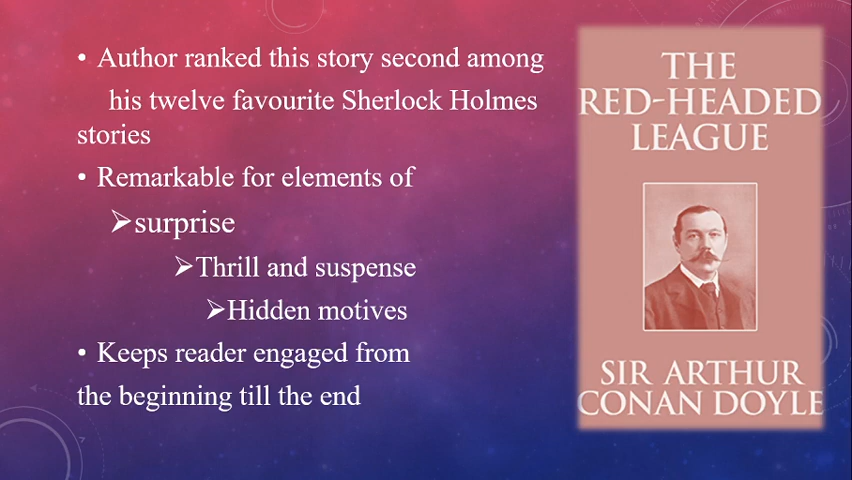 • Author ranked this story second among
his twelve favourite Sherlock Holmes
stories
• Remarkable for elements of
➢surprise
➢Thrill and suspense
➢Hidden motives
• Keeps reader engaged from
the beginning till the end
THE
RED-HEADED
LEAGUE
SIR ARTHUR
CONAN DOYLE